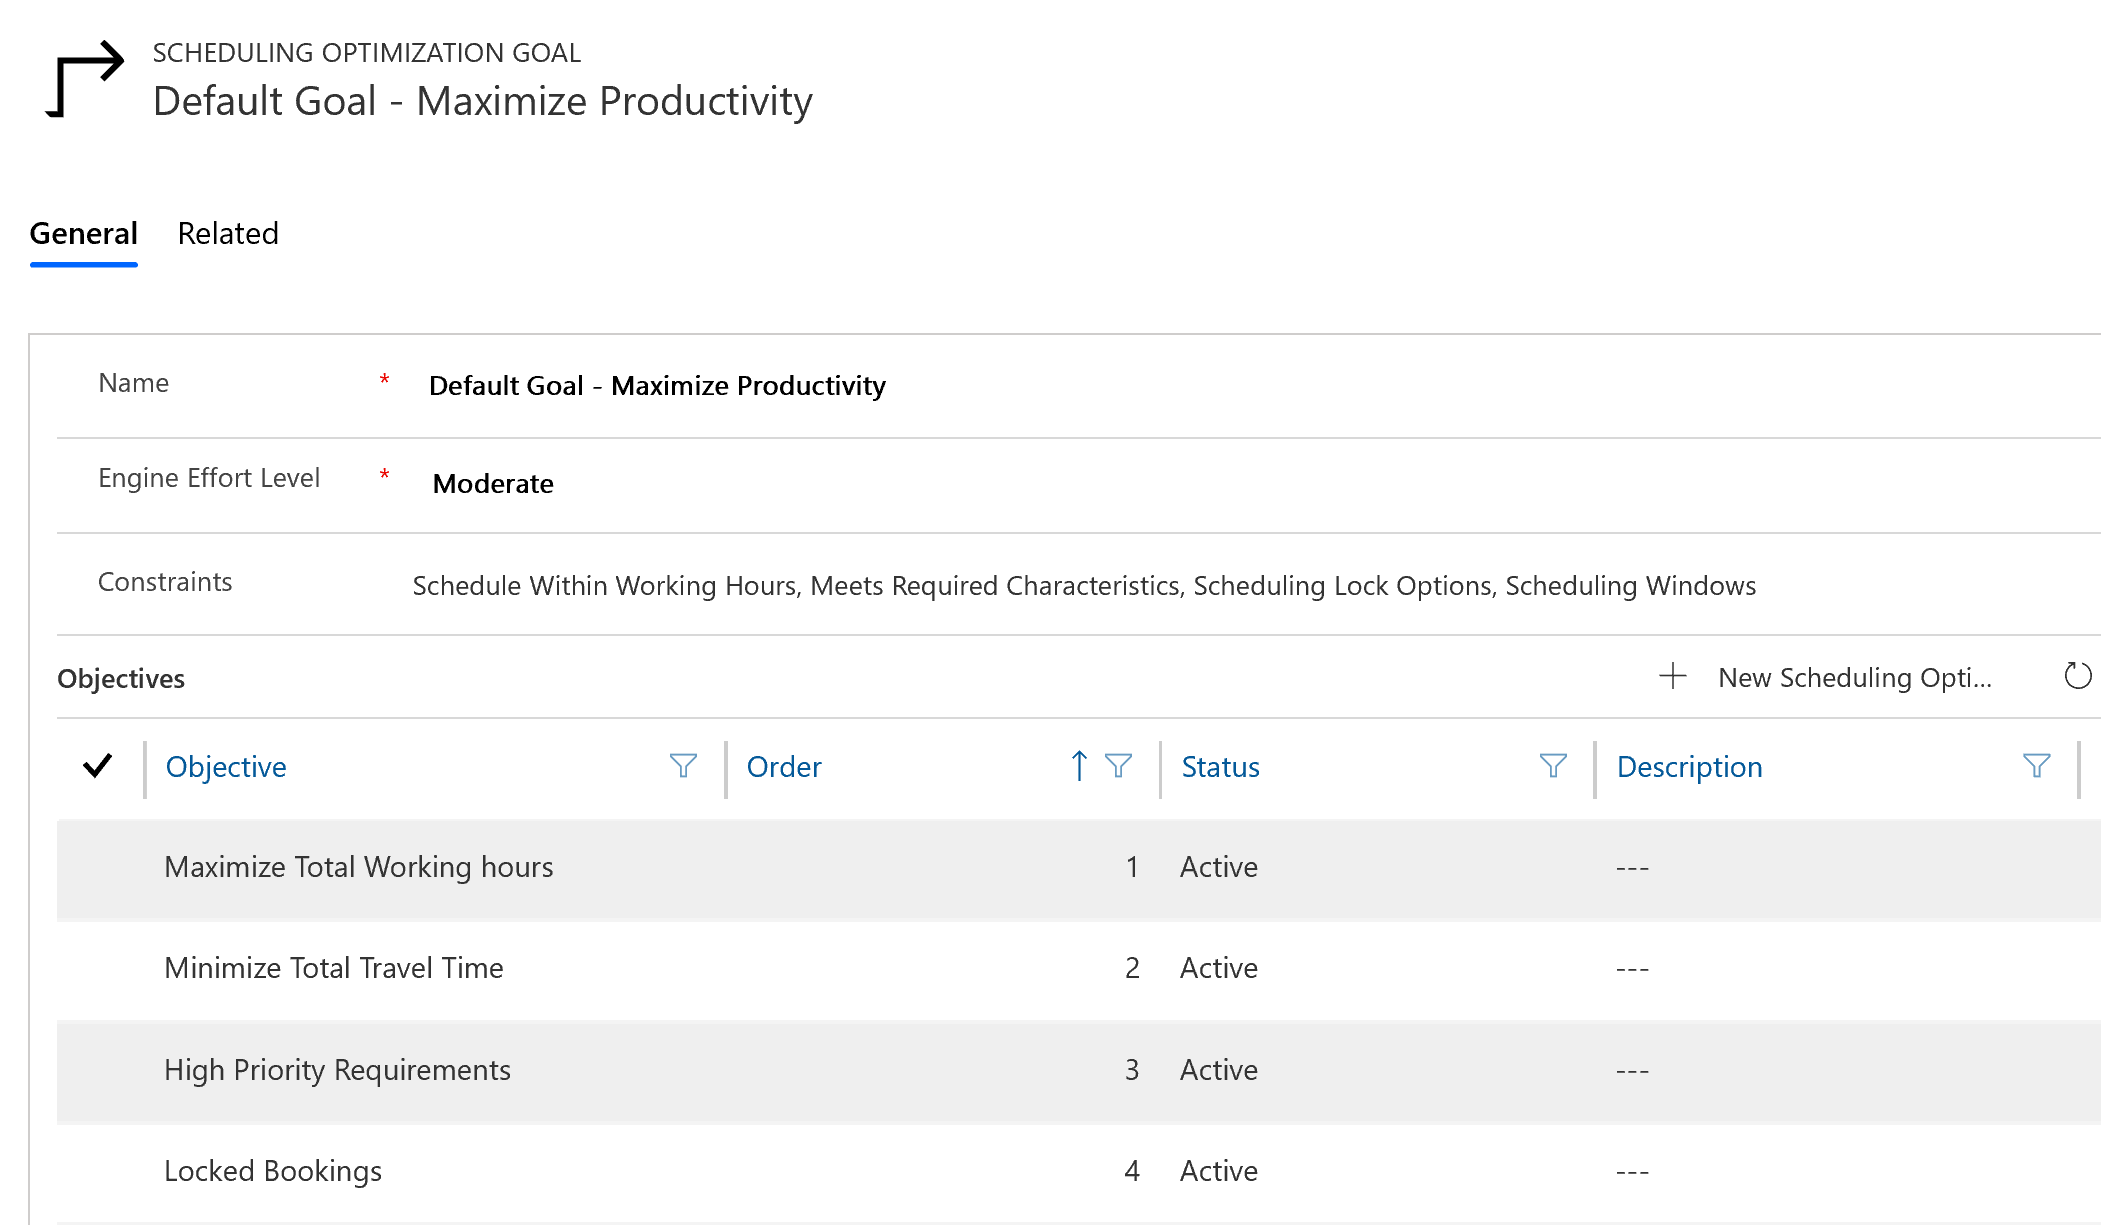 SCHEDULING OPTIMIZATION GOAL
Default Goal - Maximize Productivity
General Related
Name * Default Goal - Maximize Productivity
Engine Effort Level * Moderate
Constraints Schedule Within Working Hours, Meets Required Characteristics, Scheduling Lock Options, Scheduling Windows
Objectives New Scheduling Opti...
Objective Order Status Description
Maximize Total Working hours 1 Active ---
Minimize Total Travel Time 2 Active ---
High Priority Requirements 3 Active ---
Locked Bookings 4 Active ---